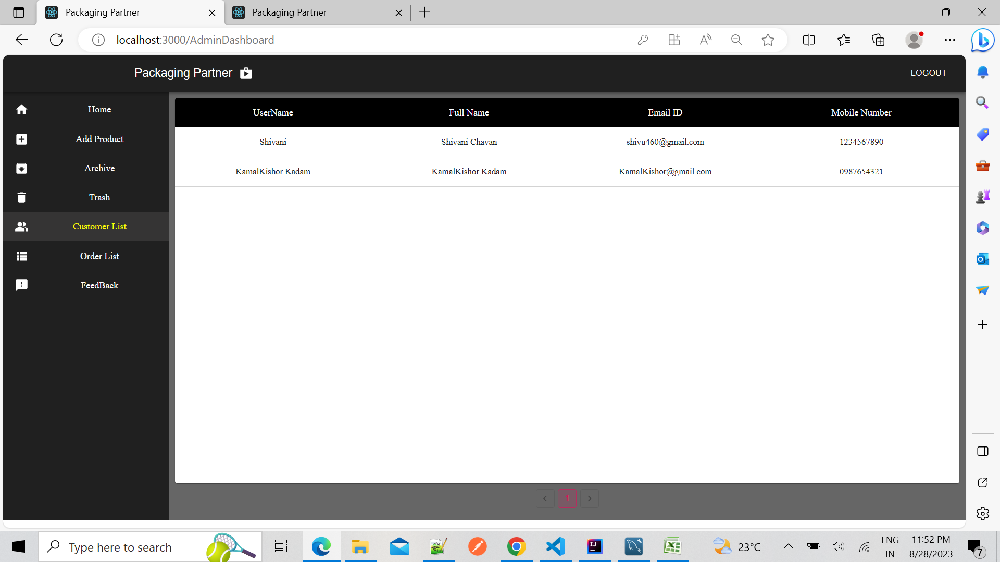 Packaging Partner
Packaging Partner
localhost:3000/AdminDashboard
Packaging Partner
LOGOUT
Home
Add Product
Archive
Trash
Customer List
Order List
FeedBack
UserName Full Name Email ID Mobile Number
Shivani Shivani Chavan shivu460@gmail.com 1234567890
KamalKishor Kadam KamalKishor Kadam KamalKishor@gmail.com 0987654321
1
Type here to search
23°C
ENG
IN
11:52 PM
8/28/2023
7